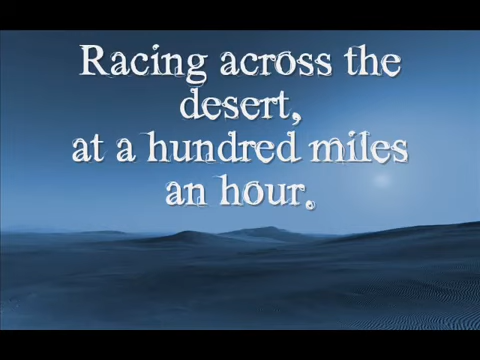 Racing across the
desert,
at a hundred miles
an hour.